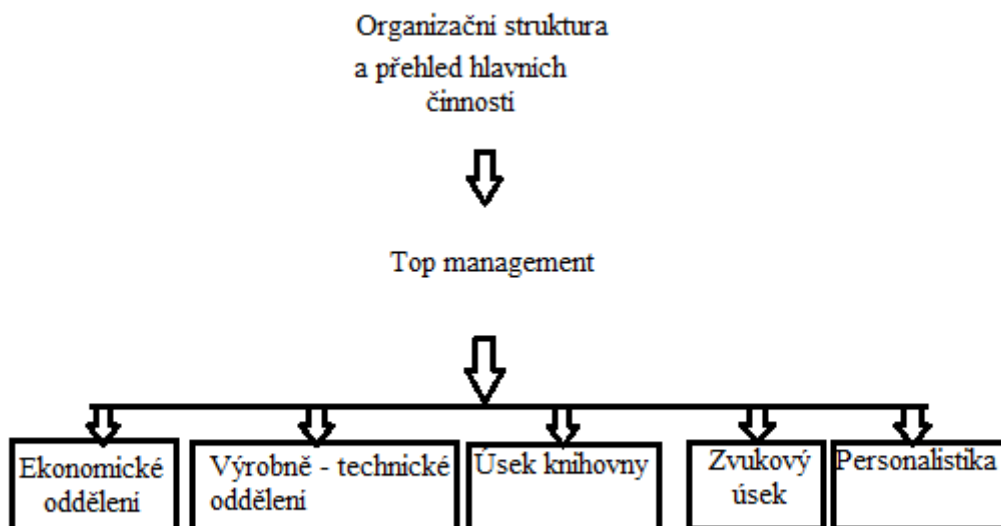 Organizační struktura
a přehled hlavních
činností
Top management
Ekonomické
oddělení
Výrobně - technické
oddělení
Úsek knihovny
Zvukový
úsek
Personalistika